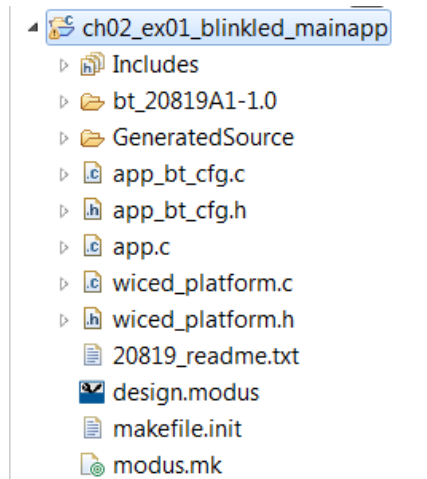 ch02_ex01_blinkled_mainapp
Includes
bt_20819A1-1.0
GeneratedSource
app_bt_cfg.c
app_bt_cfg.h
app.c
wiced_platform.c
wiced_platform.h
20819_readme.txt
design.modus
makefile.init
modus.mk